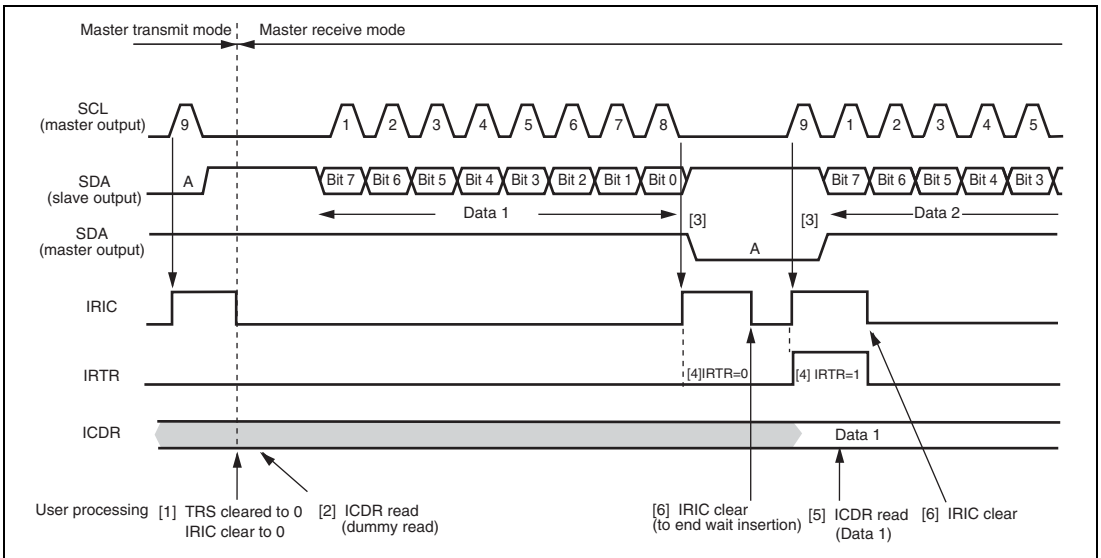 Master transmit mode
Master receive mode
SCL
(master output)
9
1
2
3
4
5
6
7
8
9
1
2
3
4
5
SDA
(slave output)
A
Bit 7
Bit 6
Bit 5
Bit 4
Bit 3
Bit 2
Bit 1
Bit 0
Bit 7
Bit 6
Bit 5
Bit 4
Bit 3
Data 1
[3]
[3]
Data 2
SDA
(master output)
A
IRIC
IRTR
[4]IRTR=0
[4] IRTR=1
ICDR
Data 1
User processing
[1] TRS cleared to 0
IRIC clear to 0
[2] ICDR read
(dummy read)
[6] IRIC clear
(to end wait insertion)
[5] ICDR read
(Data 1)
[6] IRIC clear